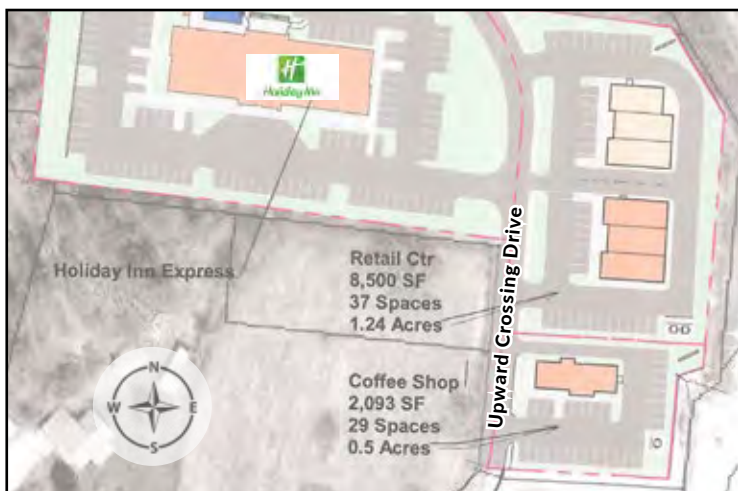 H
Holiday Inn
Holiday Inn Express
Retail Ctr
8,500 SF
37 Spaces
1.24 Acres
Upward Crossing Drive
Coffee Shop
2,093 SF
29 Spaces
0.5 Acres
N
W
E
S